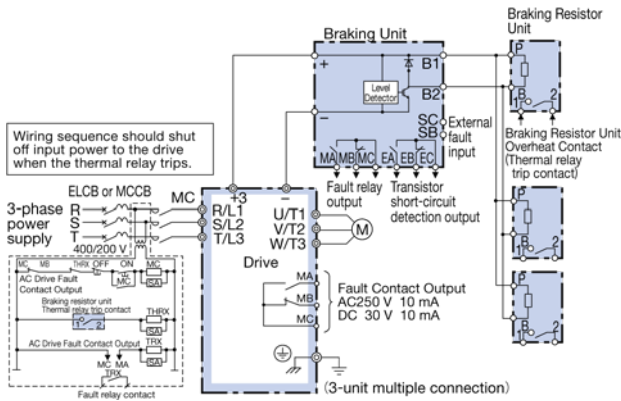 Braking Resistor
Unit
Braking Unit
P
+
B1
Level
Detector
B2
B
1
2
−
SC
SB
External
fault
input
Braking Resistor Unit
Overheat Contact
(Thermal relay
trip contact)
MA MB MC EA EB EC
Fault relay
output
Transistor
short-circuit
detection output
Wiring sequence should shut
off input power to the drive
when the thermal relay trips.
ELCB or MCCB
MC
+3
−
3-phase
power
supply
R
S
T
400/200 V
R/L1
S/L2
T/L3
U/T1
V/T2
W/T3
M
Drive
P
B
1
2
MC
MB
THRX
OFF
ON
MC
MC
SA
AC Drive Fault
Contact Output
Braking resistor unit
Thermal relay trip contact
1
2
THRX
SA
AC Drive Fault Contact Output
TRX
SA
MC MA
TRX
Fault relay contact
MA
MB
MC
Fault Contact Output
AC250 V 10 mA
DC 30 V 10 mA
P
B
1
2
(3-unit multiple connection)